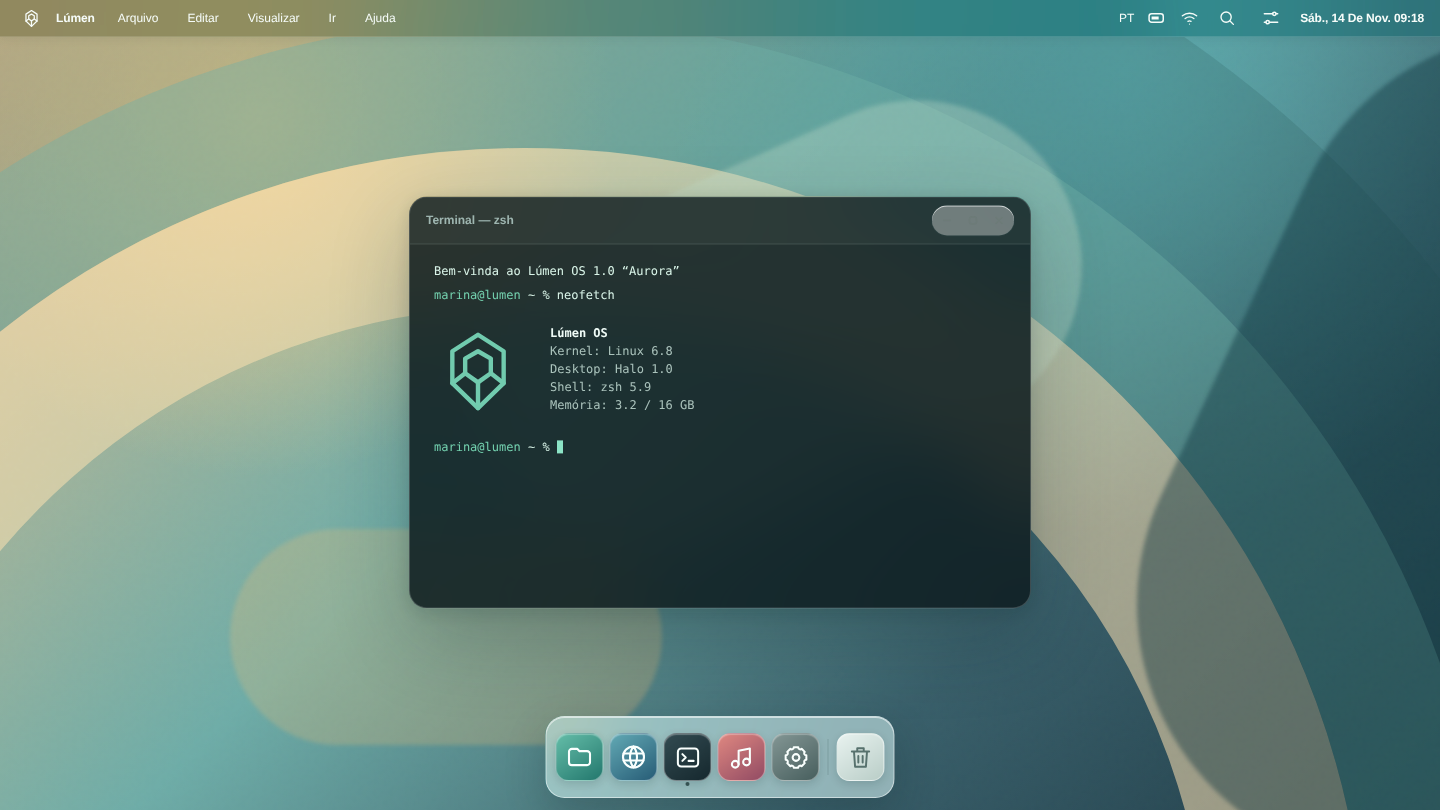 Lúmen Arquivo Editar Visualizar Ir Ajuda PT Sáb., 14 De Nov. 09:18
Terminal — zsh
Bem-vinda ao Lúmen OS 1.0 “Aurora”
marina@lumen ~ % neofetch
Lúmen OS
Kernel: Linux 6.8
Desktop: Halo 1.0
Shell: zsh 5.9
Memória: 3.2 / 16 GB
marina@lumen ~ %